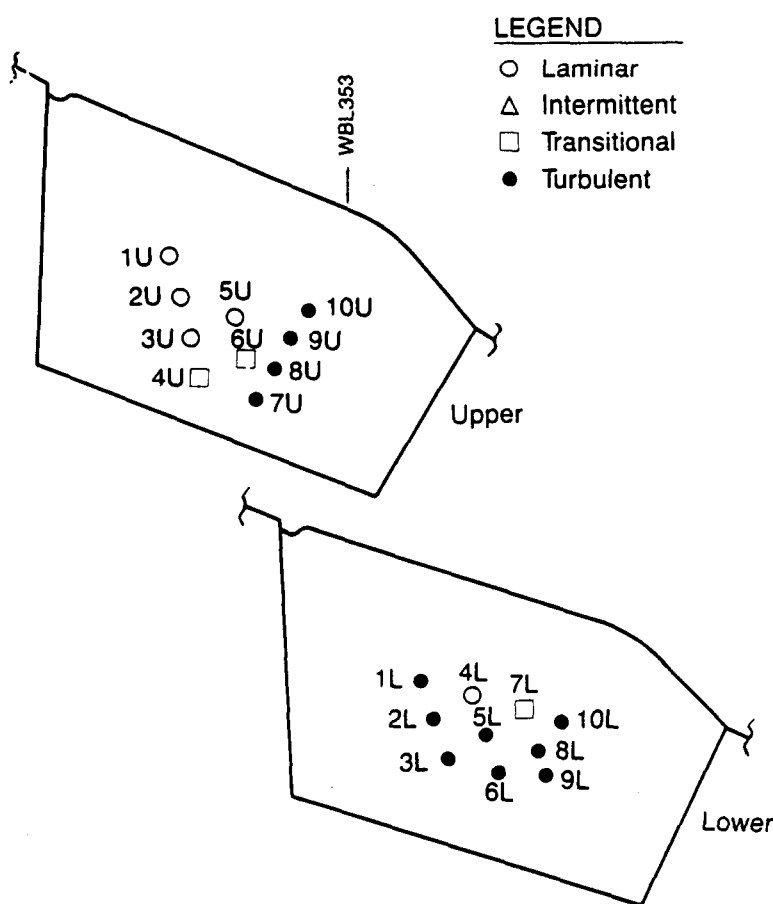 LEGEND
Laminar
Intermittent
Transitional
Turbulent
WBL353
1U
2U
5U
10U
3U
6U
9U
4U
8U
7U
Upper
1L
4L
7L
2L
5L
10L
3L
8L
6L
9L
Lower